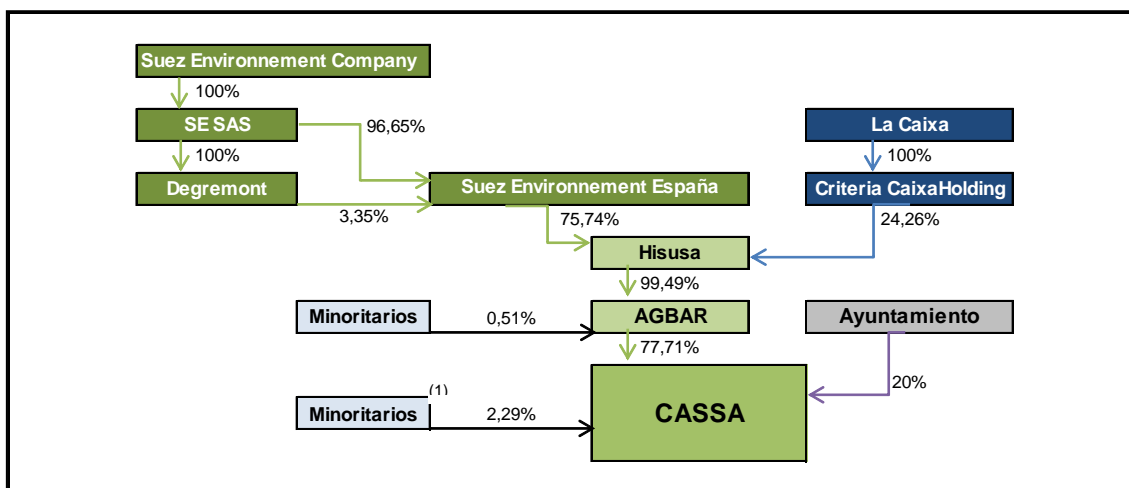 Suez Environnement Company
100%
SE SAS
96,65%
La Caixa
100%
100%
Degremont
Suez Environnement España
Criteria CaixaHolding
3,35%
75,74%
24,26%
Hisusa
99,49%
Minoritarios
0,51%
AGBAR
Ayuntamiento
77,71%
20%
(1)
Minoritarios
2,29%
CASSA